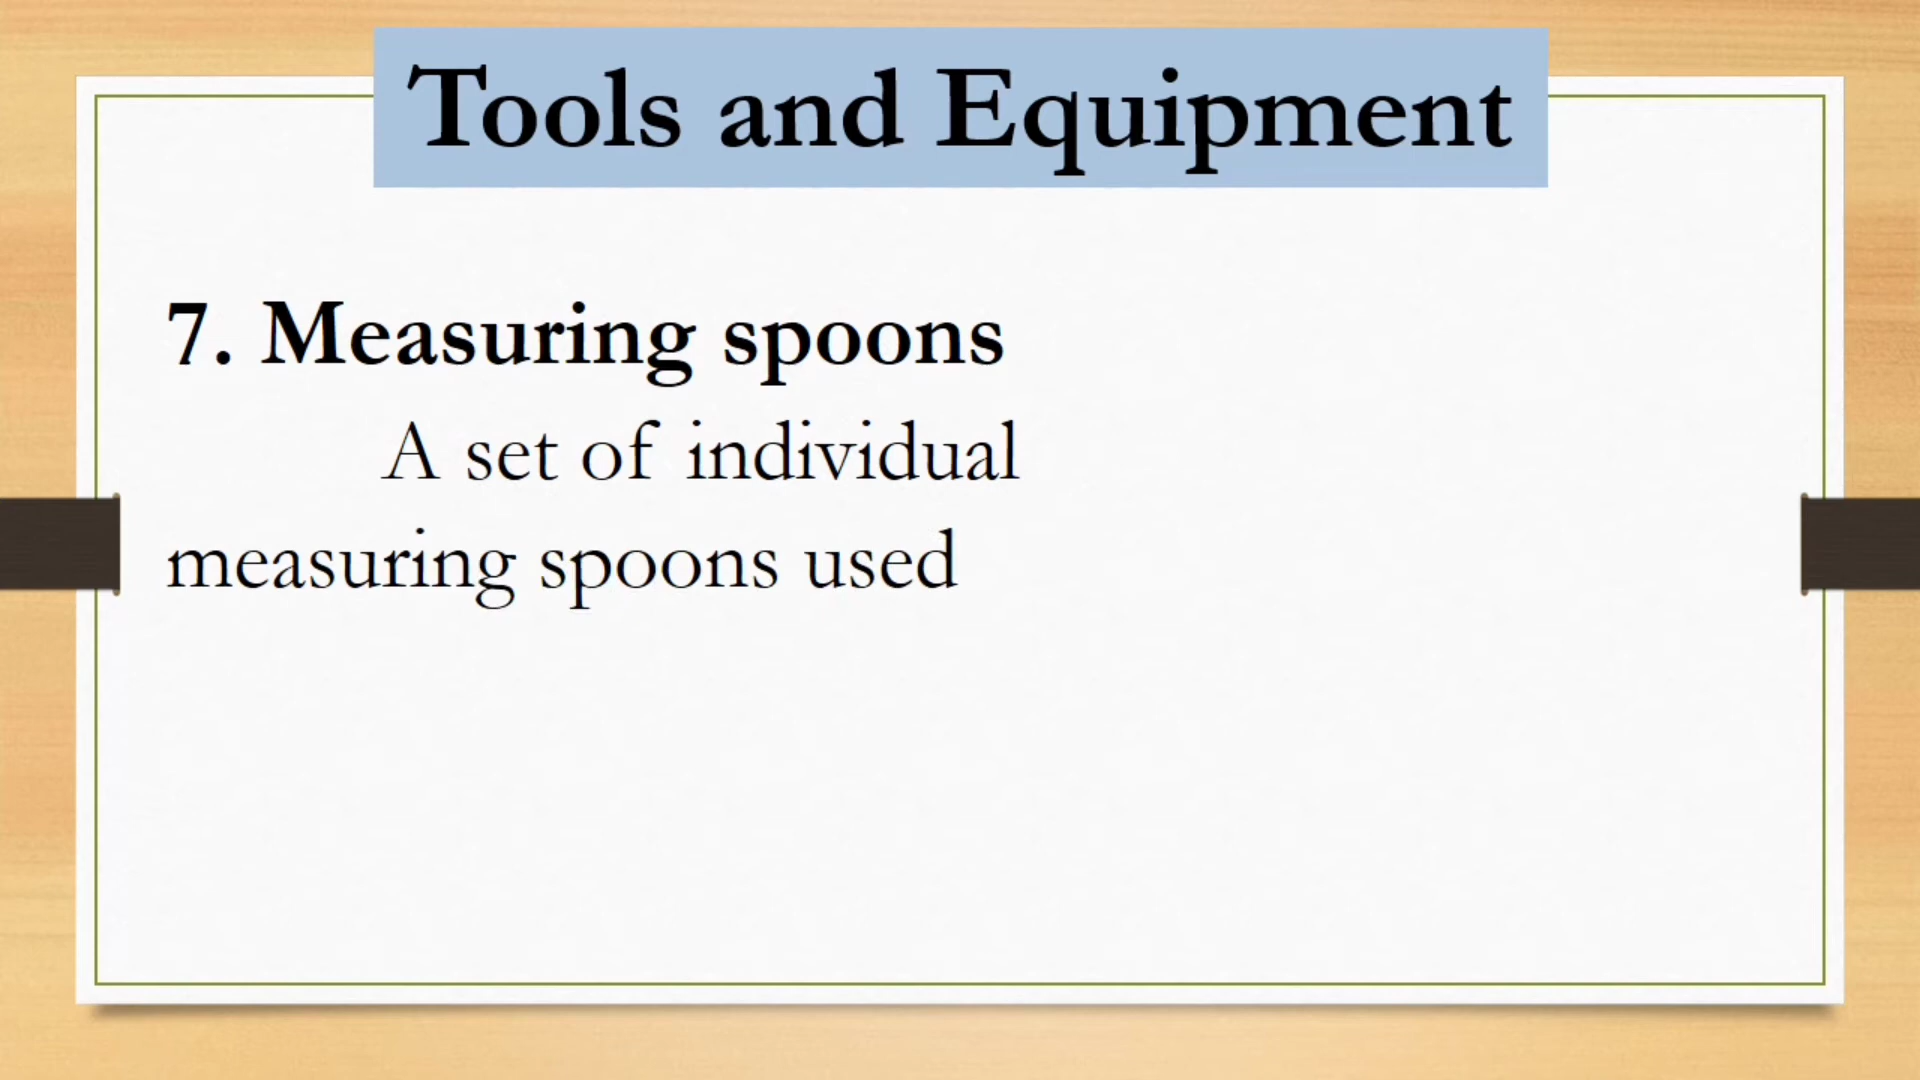 Tools and Equipment
7. Measuring spoons
A set of individual
measuring spoons used